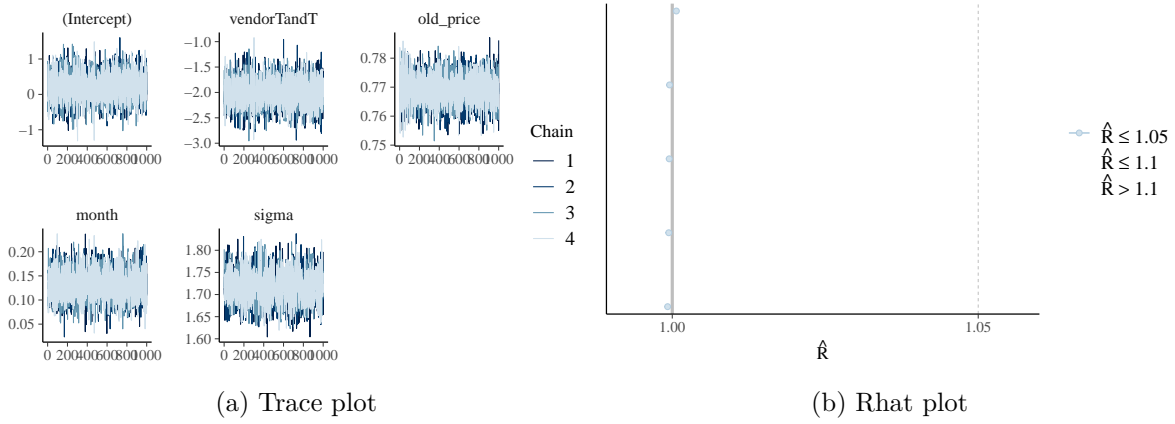 (Intercept)
1
0
−1
0 200400600800 1000
vendorTandT
−1.0
−1.5
−2.0
−2.5
−3.0
0 200400600800 1000
old_price
0.78
0.77
0.76
0.75
0 200400600800 1000
month
0.20
0.15
0.10
0.05
0 200400600800 1000
sigma
1.80
1.75
1.70
1.65
1.60
0 200400600800 1000
Chain
1
2
3
4
(a) Trace plot
1.00 1.05
R̂
R̂ ≤ 1.05
R̂ ≤ 1.1
R̂ > 1.1
(b) Rhat plot